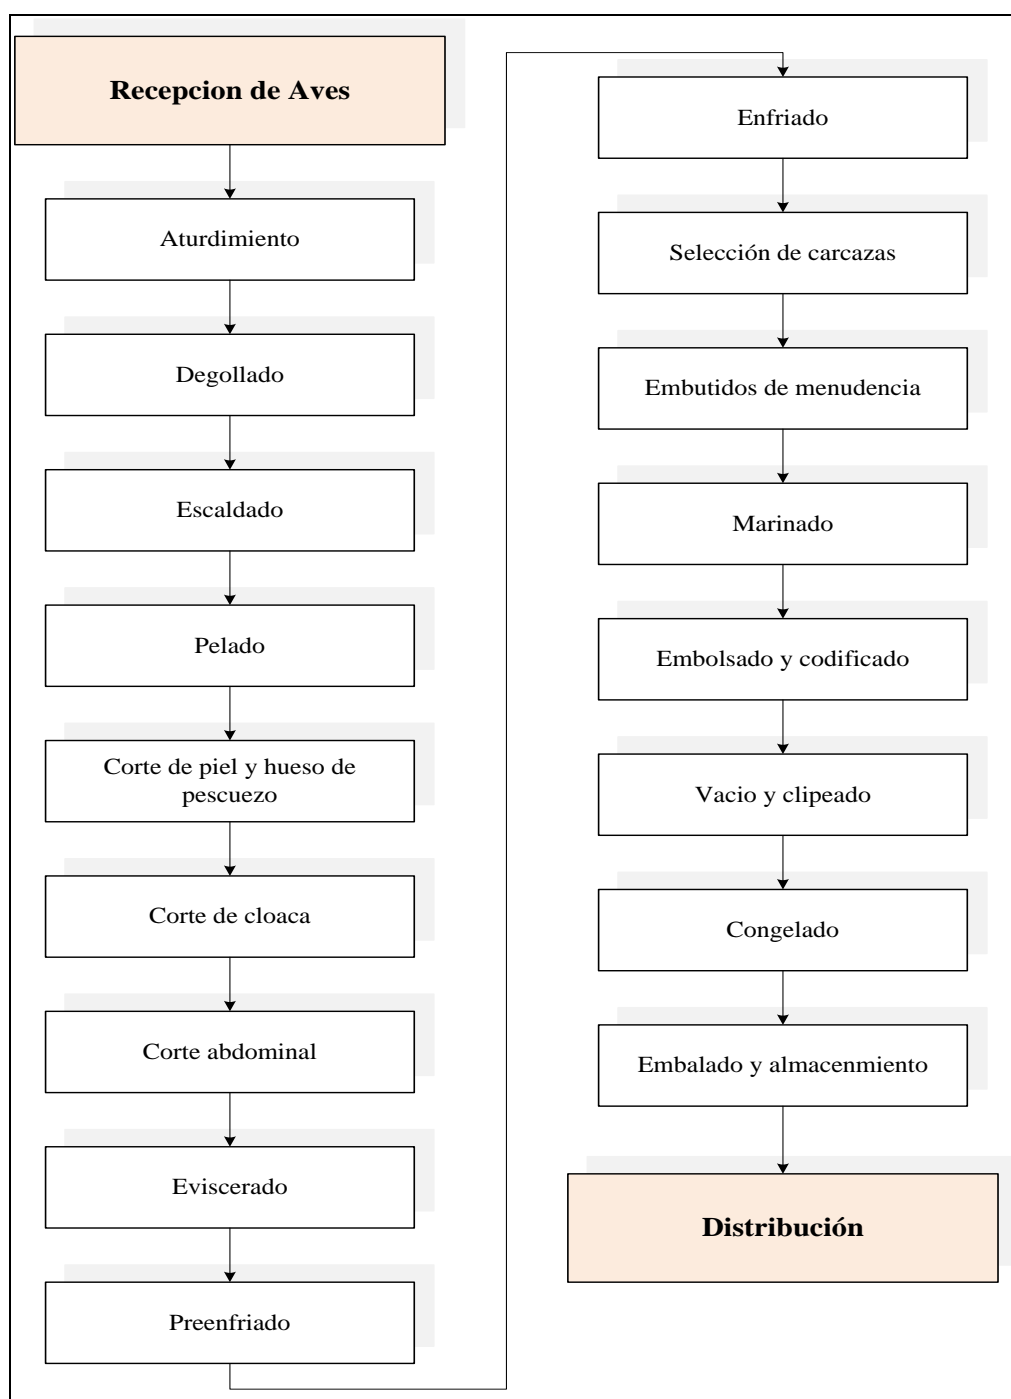 Recepcion de Aves
Aturdimiento
Degollado
Escaldado
Pelado
Corte de piel y hueso de
pescuezo
Corte de cloaca
Corte abdominal
Eviscerado
Preenfriado
Enfriado
Selección de carcazas
Embutidos de menudencia
Marinado
Embolsado y codificado
Vacio y clipeado
Congelado
Embalado y almacenmiento
Distribución